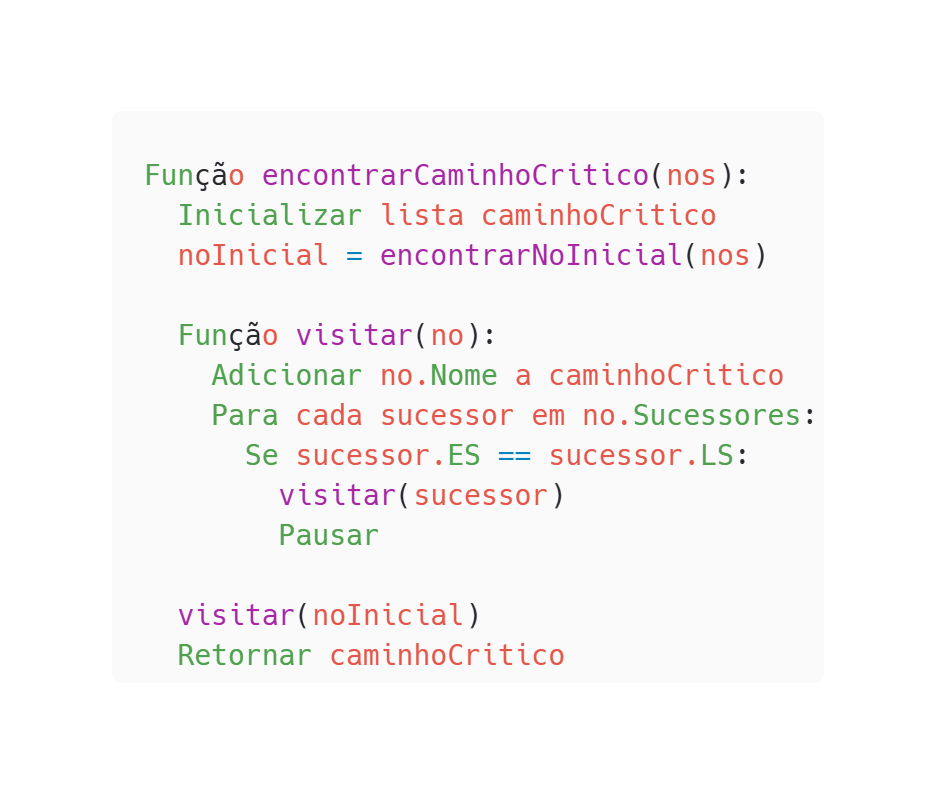 Função encontrarCaminhoCritico(nos):
  Inicializar lista caminhoCritico
  noInicial = encontrarNoInicial(nos)

  Função visitar(no):
    Adicionar no.Nome a caminhoCritico
    Para cada sucessor em no.Sucessores:
      Se sucessor.ES == sucessor.LS:
        visitar(sucessor)
        Pausar

  visitar(noInicial)
  Retornar caminhoCritico